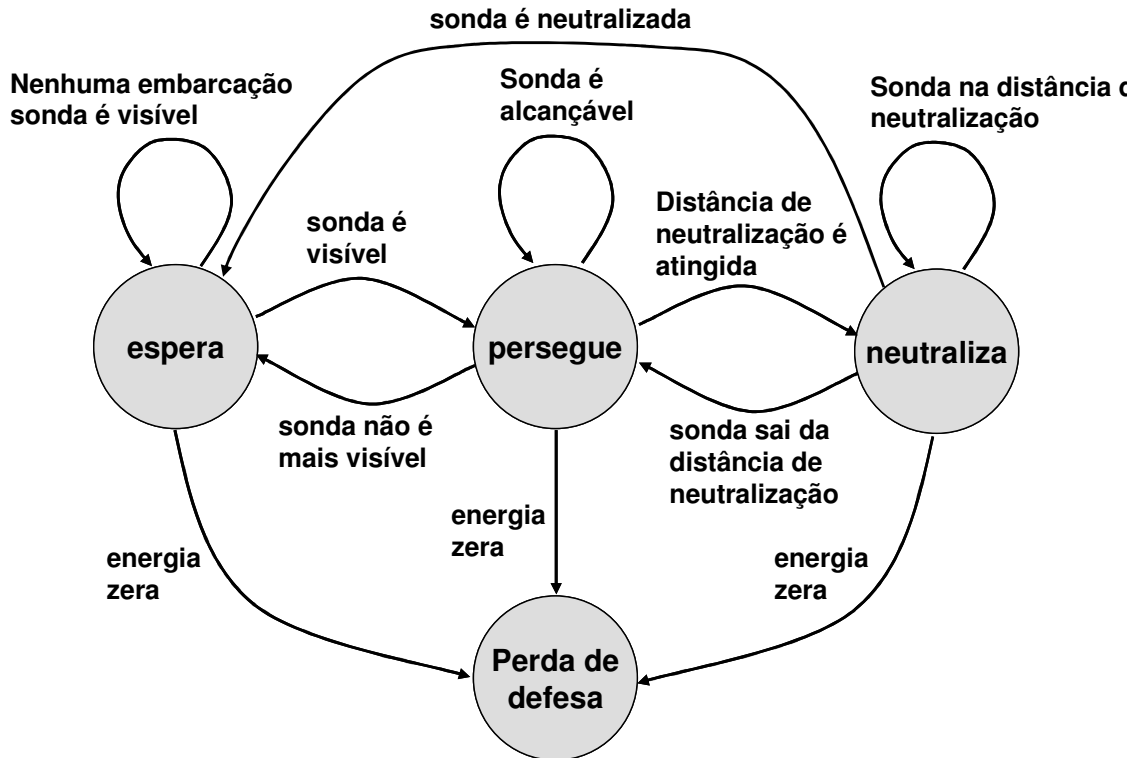 sonda é neutralizada
Nenhuma embarcação
sonda é visível
Sonda é
alcançável
Sonda na distância
neutralização
sonda é
visível
Distância de
neutralização é
atingida
espera
persegue
neutraliza
sonda não é
mais visível
sonda sai da
distância de
neutralização
energia
zera
energia
zera
energia
zera
Perda de
defesa